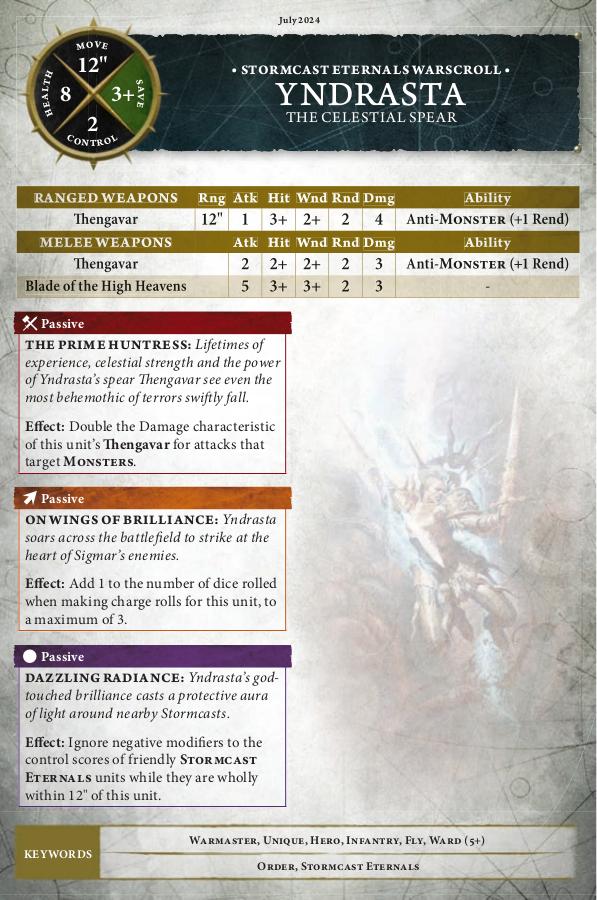 July 2024
MOVE
12"
HEALTH
8
3+
SAVE
2
CONTROL
• STORMCAST ETERNALS WARSCROLL •
YNDRASTA
THE CELESTIAL SPEAR
RANGED WEAPONS Rng Atk Hit Wnd Rnd Dmg Ability
Thengavar 12" 1 3+ 2+ 2 4 Anti-MONSTER (+1 Rend)
MELEE WEAPONS Atk Hit Wnd Rnd Dmg Ability
Thengavar 2 2+ 2+ 2 3 Anti-MONSTER (+1 Rend)
Blade of the High Heavens 5 3+ 3+ 2 3 -
Passive
THE PRIME HUNTRESS: Lifetimes of
experience, celestial strength and the power
of Yndrasta's spear Thengavar see even the
most behemothic of terrors swiftly fall.
Effect: Double the Damage characteristic
of this unit's Thengavar for attacks that
target MONSTERS.
Passive
ON WINGS OF BRILLIANCE: Yndrasta
soars across the battlefield to strike at the
heart of Sigmar's enemies.
Effect: Add 1 to the number of dice rolled
when making charge rolls for this unit, to
a maximum of 3.
Passive
DAZZLING RADIANCE: Yndrasta's god-
touched brilliance casts a protective aura
of light around nearby Stormcasts.
Effect: Ignore negative modifiers to the
control scores of friendly STORMCAST
ETERNALS units while they are wholly
within 12" of this unit.
KEYWORDS
WARMASTER, UNIQUE, HERO, INFANTRY, FLY, WARD (5+)
ORDER, STORMCAST ETERNALS